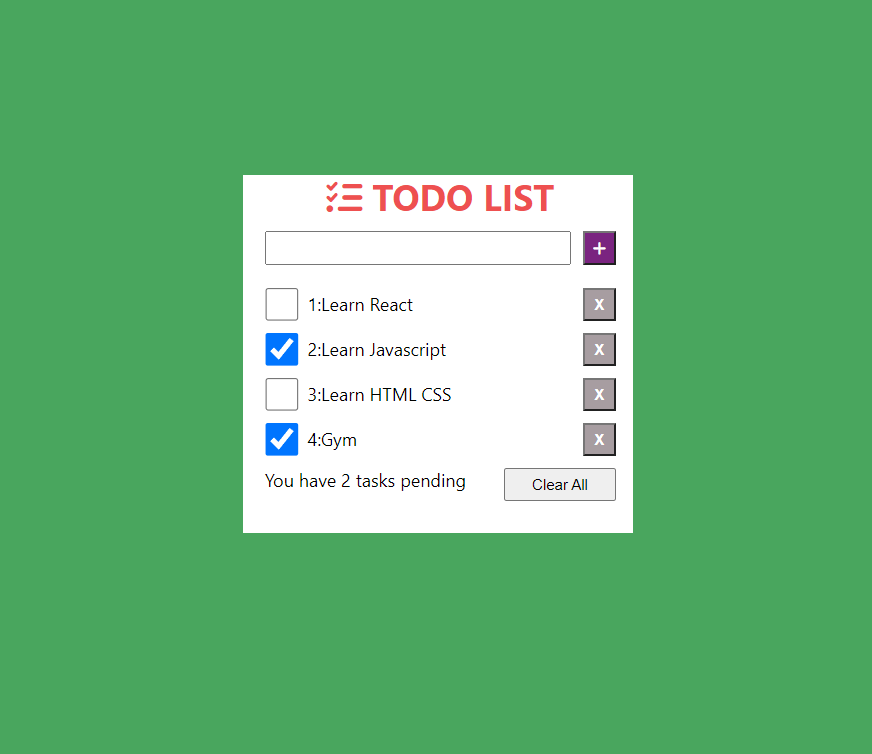 TODO LIST
+
1:Learn React X
2:Learn Javascript X
3:Learn HTML CSS X
4:Gym X
You have 2 tasks pending Clear All